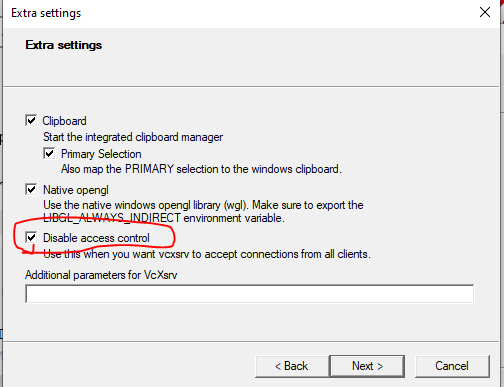 Extra settings
Extra settings
Clipboard
Start the integrated clipboard manager
Primary Selection
Also map the PRIMARY selection to the windows clipboard.
Native opengl
Use the native windows opengl library (wgl). Make sure to export the
LIBGL_ALWAYS_INDIRECT environment variable.
Disable access control
Use this when you want vcxsrv to accept connections from all clients.
Additional parameters for VcXsrv
< Back Next > Cancel